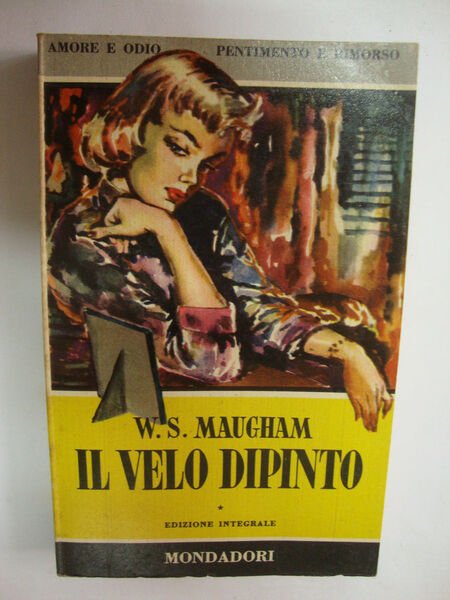 AMORE E ODIO PENTIMENTO E RIMORSO
W. S. MAUGHAM
IL VELO DIPINTO
*
EDIZIONE INTEGRALE
MONDADORI